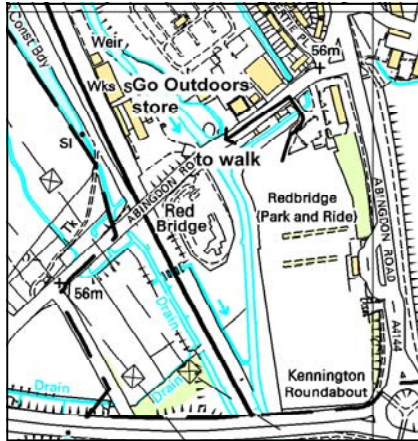 Const Bdy
Weir
56m
Wks
Go Outdoors
store
Sl
to walk
ABINGDON RO
Tk
Red
Bridge
Redbridge
(Park and Ride)
ABINGDON ROAD
56m
Drain
Drain
Drain
A4144
Kennington
Roundabout